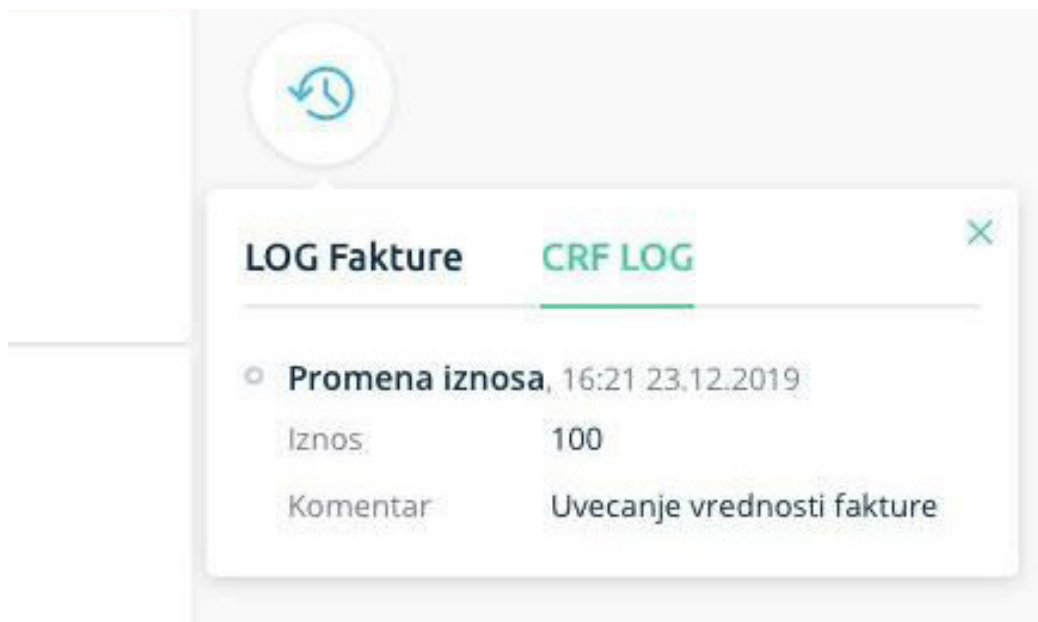 LOG Fakture CRF LOG
Promena iznosa, 16:21 23.12.2019
Iznos 100
Komentar Uvecanje vrednosti fakture